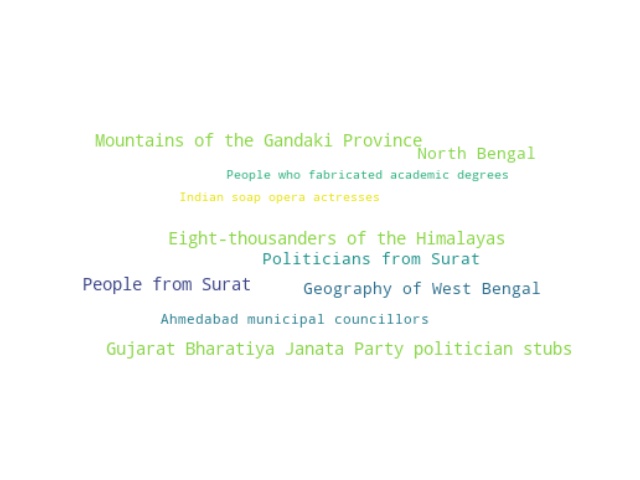 Mountains of the Gandaki Province
North Bengal
People who fabricated academic degrees
Indian soap opera actresses
Eight-thousanders of the Himalayas
Politicians from Surat
People from Surat
Geography of West Bengal
Ahmedabad municipal councillors
Gujarat Bharatiya Janata Party politician stubs